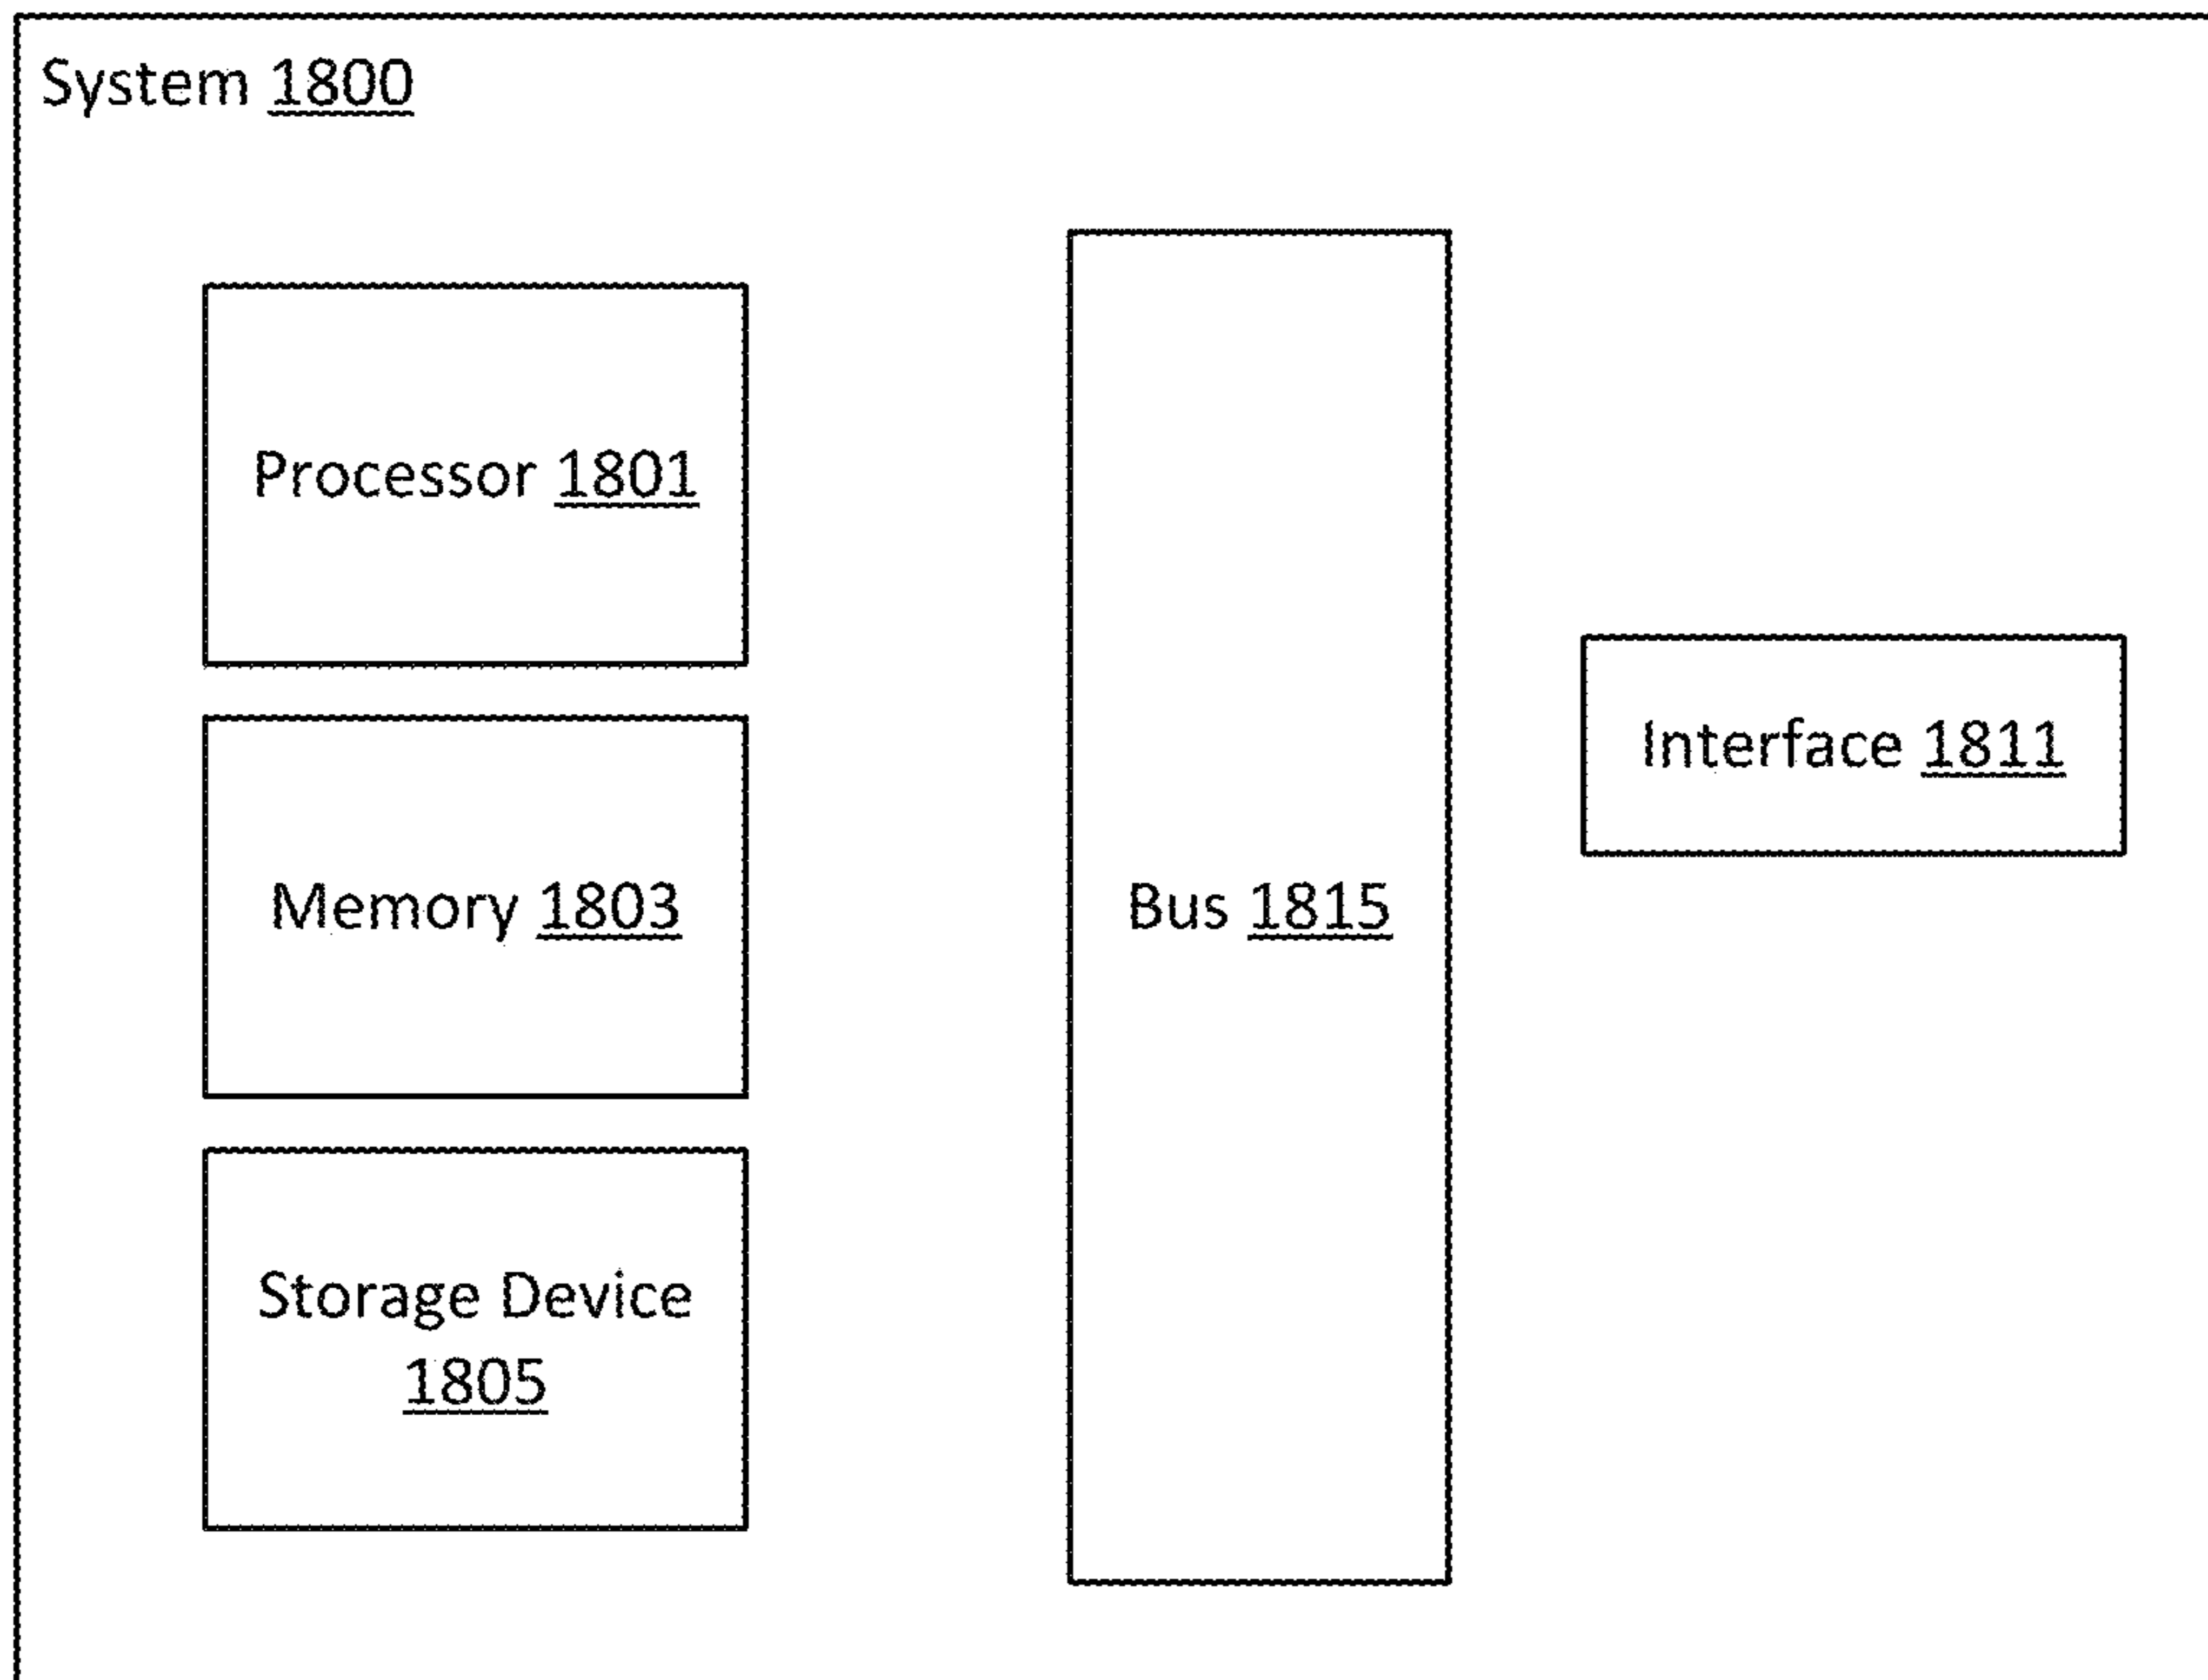 System 1800
Processor 1801
Interface 1811
Memory 1803
Bus 1815
Storage Device
1805